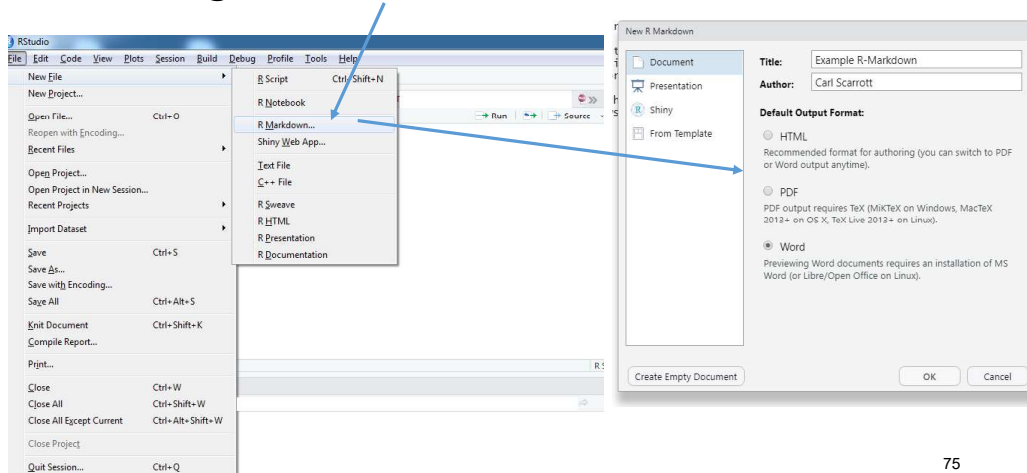 RStudio
File Edit Code View Plots Session Build Debug Profile Tools Help
New File
New Project...
Open File... Ctrl+O
Reopen with Encoding...
Recent Files
Open Project...
Open Project in New Session...
Recent Projects
Import Dataset
Save Ctrl+S
Save As...
Save with Encoding...
Save All Ctrl+Alt+S
Knit Document Ctrl+Shift+K
Compile Report...
Print...
Close Ctrl+W
Close All Ctrl+Shift+W
Close All Except Current Ctrl+Alt+Shift+W
Close Project
Quit Session... Ctrl+Q
R Script Ctrl+Shift+N
R Notebook
R Markdown...
Shiny Web App...
Text File
C++ File
R Sweave
R HTML
R Presentation
R Documentation
Run Source
New R Markdown
Document
Presentation
Shiny
From Template
Title: Example R-Markdown
Author: Carl Scarrott
Default Output Format:
HTML
Recommended format for authoring (you can switch to PDF
or Word output anytime).
PDF
PDF output requires TeX (MiKTeX on Windows, MacTeX
2013+ on OS X, TeX Live 2013+ on Linux).
Word
Previewing Word documents requires an installation of MS
Word (or Libre/Open Office on Linux).
Create Empty Document OK Cancel
75